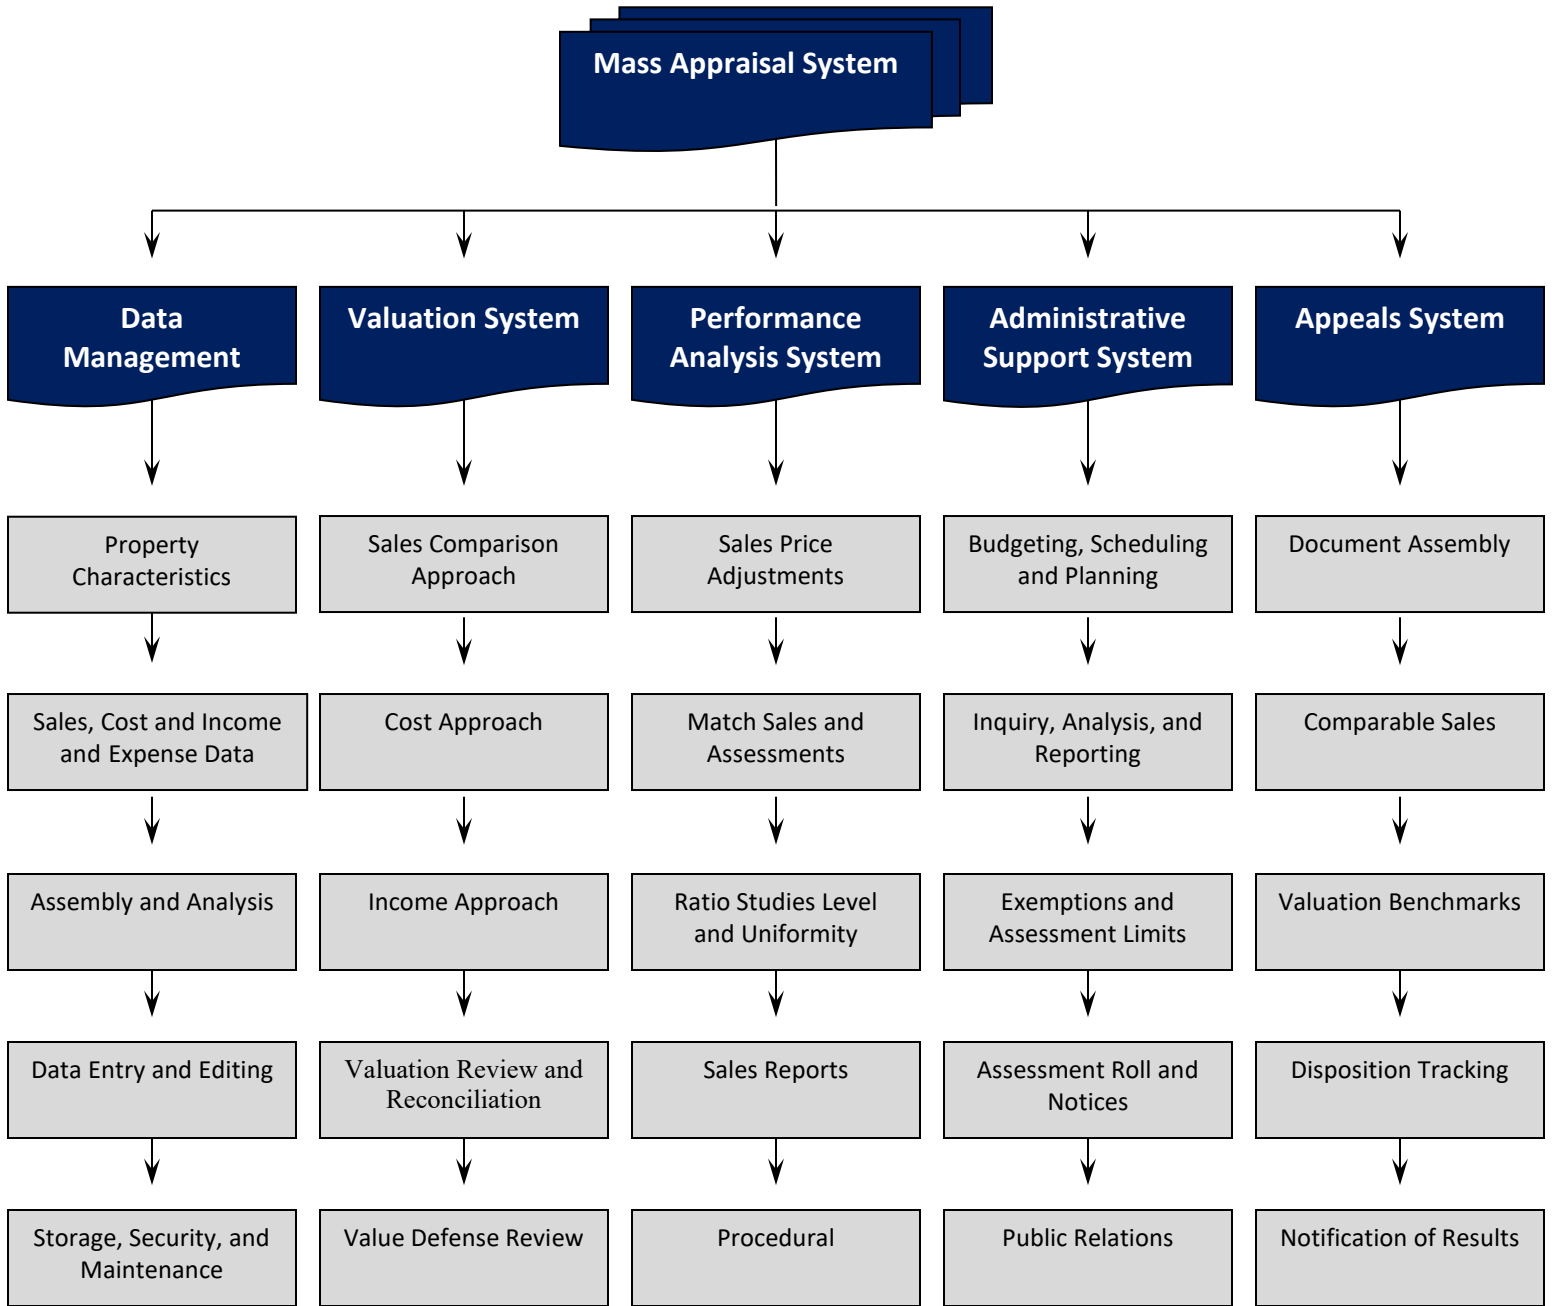 Mass Appraisal System
Data
Management
Valuation System
Performance
Analysis System
Administrative
Support System
Appeals System
Property
Characteristics
Sales Comparison
Approach
Sales Price
Adjustments
Budgeting, Scheduling
and Planning
Document Assembly
Sales, Cost and Income
and Expense Data
Cost Approach
Match Sales and
Assessments
Inquiry, Analysis, and
Reporting
Comparable Sales
Assembly and Analysis
Income Approach
Ratio Studies Level
and Uniformity
Exemptions and
Assessment Limits
Valuation Benchmarks
Data Entry and Editing
Valuation Review and
Reconciliation
Sales Reports
Assessment Roll and
Notices
Disposition Tracking
Storage, Security, and
Maintenance
Value Defense Review
Procedural
Public Relations
Notification of Results